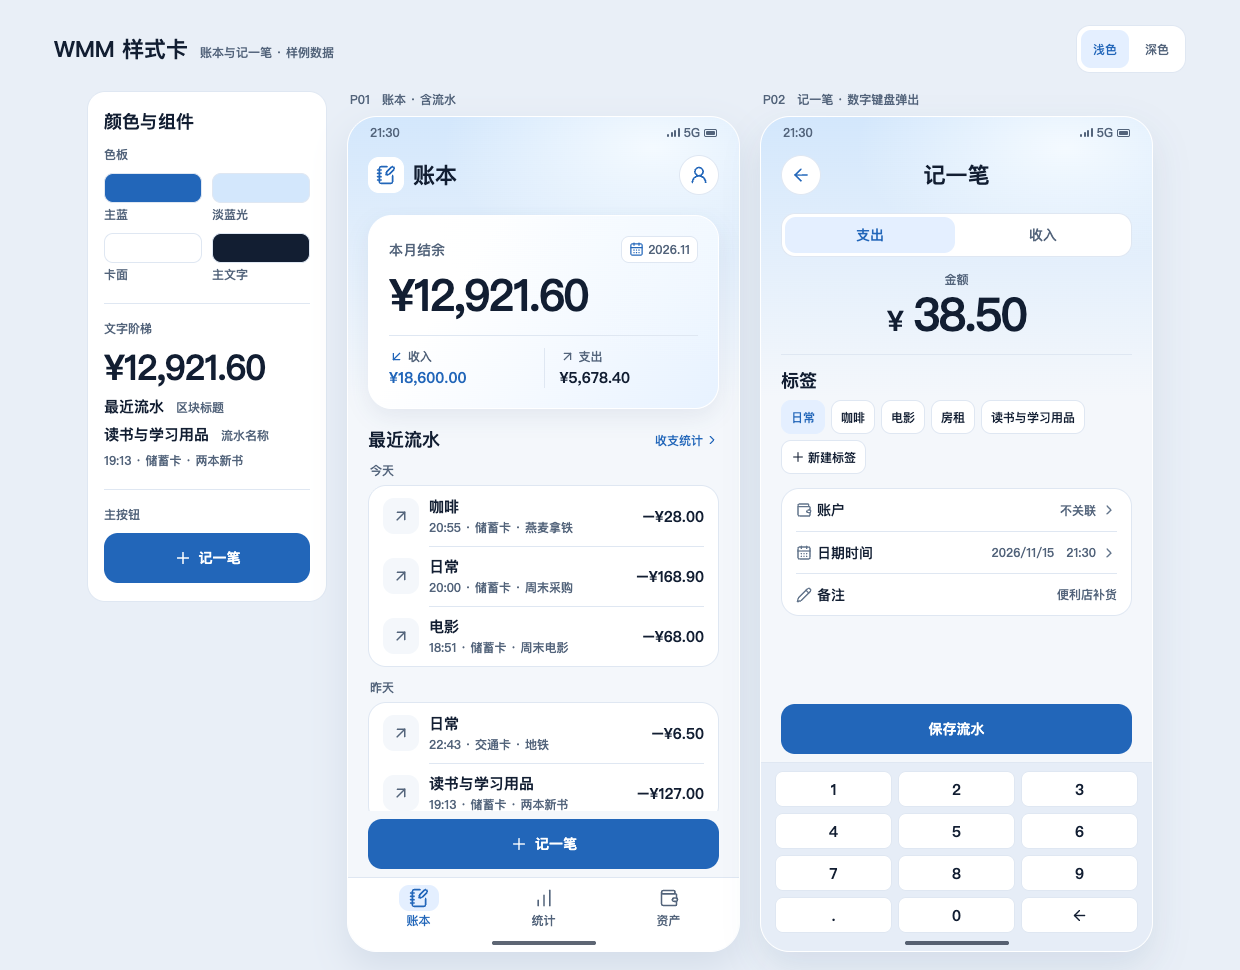 WMM 样式卡
账本与记一笔 · 样例数据
浅色
深色
颜色与组件
色板
主蓝
淡蓝光
卡面
主文字
文字阶梯
¥12,921.60
最近流水 区块标题
读书与学习用品 流水名称
19:13 · 储蓄卡 · 两本新书
主按钮
记一笔
P01 账本 · 含流水
21:30
5G
账本
本月结余
2026.11
¥12,921.60
收入
¥18,600.00
支出
¥5,678.40
最近流水
收支统计
今天
咖啡
20:55 · 储蓄卡 · 燕麦拿铁
—¥28.00
日常
20:00 · 储蓄卡 · 周末采购
—¥168.90
电影
18:51 · 储蓄卡 · 周末电影
—¥68.00
昨天
日常
22:43 · 交通卡 · 地铁
—¥6.50
读书与学习用品
19:13 · 储蓄卡 · 两本新书
—¥127.00
记一笔
账本
统计
资产
P02 记一笔 · 数字键盘弹出
21:30
5G
记一笔
支出
收入
金额
¥ 38.50
标签
日常
咖啡
电影
房租
读书与学习用品
新建标签
账户
不关联
日期时间
2026/11/15 21:30
备注
便利店补货
保存流水
1
2
3
4
5
6
7
8
9
.
0